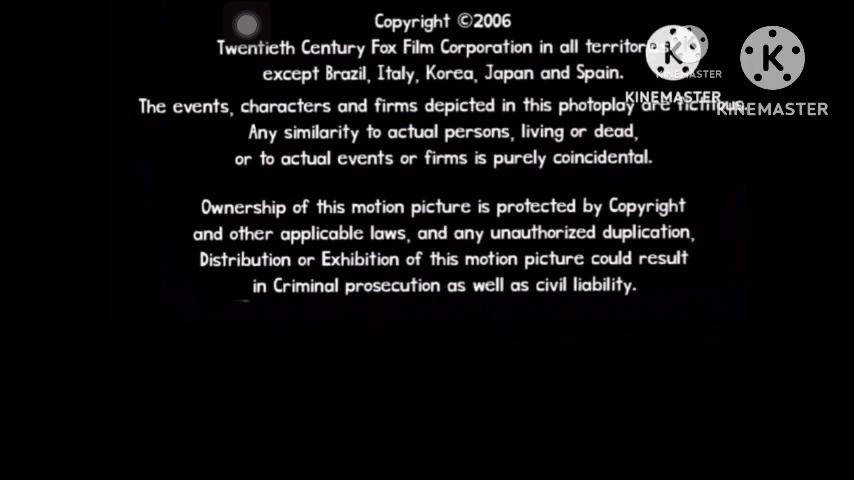 Copyright ©2006
Twentieth Century Fox Film Corporation in all territories
except Brazil, Italy, Korea, Japan and Spain.
The events, characters and firms depicted in this photoplay are fictitious.
Any similarity to actual persons, living or dead,
or to actual events or firms is purely coincidental.
Ownership of this motion picture is protected by Copyright
and other applicable laws, and any unauthorized duplication,
Distribution or Exhibition of this motion picture could result
in Criminal prosecution as well as civil liability.
K
KINEMASTER
KINEMASTER
K
KINEMASTER